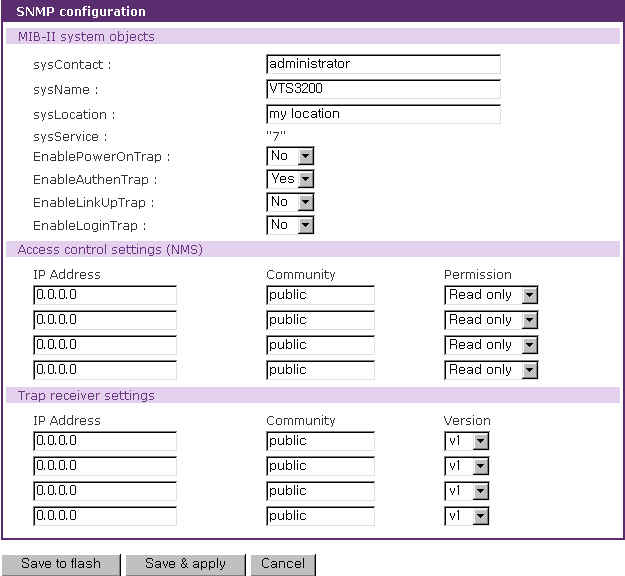 SNMP configuration
MIB-II system objects
sysContact : administrator
sysName : VTS3200
sysLocation : my location
sysService : "7"
EnablePowerOnTrap : No
EnableAuthenTrap : Yes
EnableLinkUpTrap : No
EnableLoginTrap : No
Access control settings (NMS)
IP Address Community Permission
0.0.0.0 public Read only
0.0.0.0 public Read only
0.0.0.0 public Read only
0.0.0.0 public Read only
Trap receiver settings
IP Address Community Version
0.0.0.0 public v1
0.0.0.0 public v1
0.0.0.0 public v1
0.0.0.0 public v1
Save to flash Save & apply Cancel